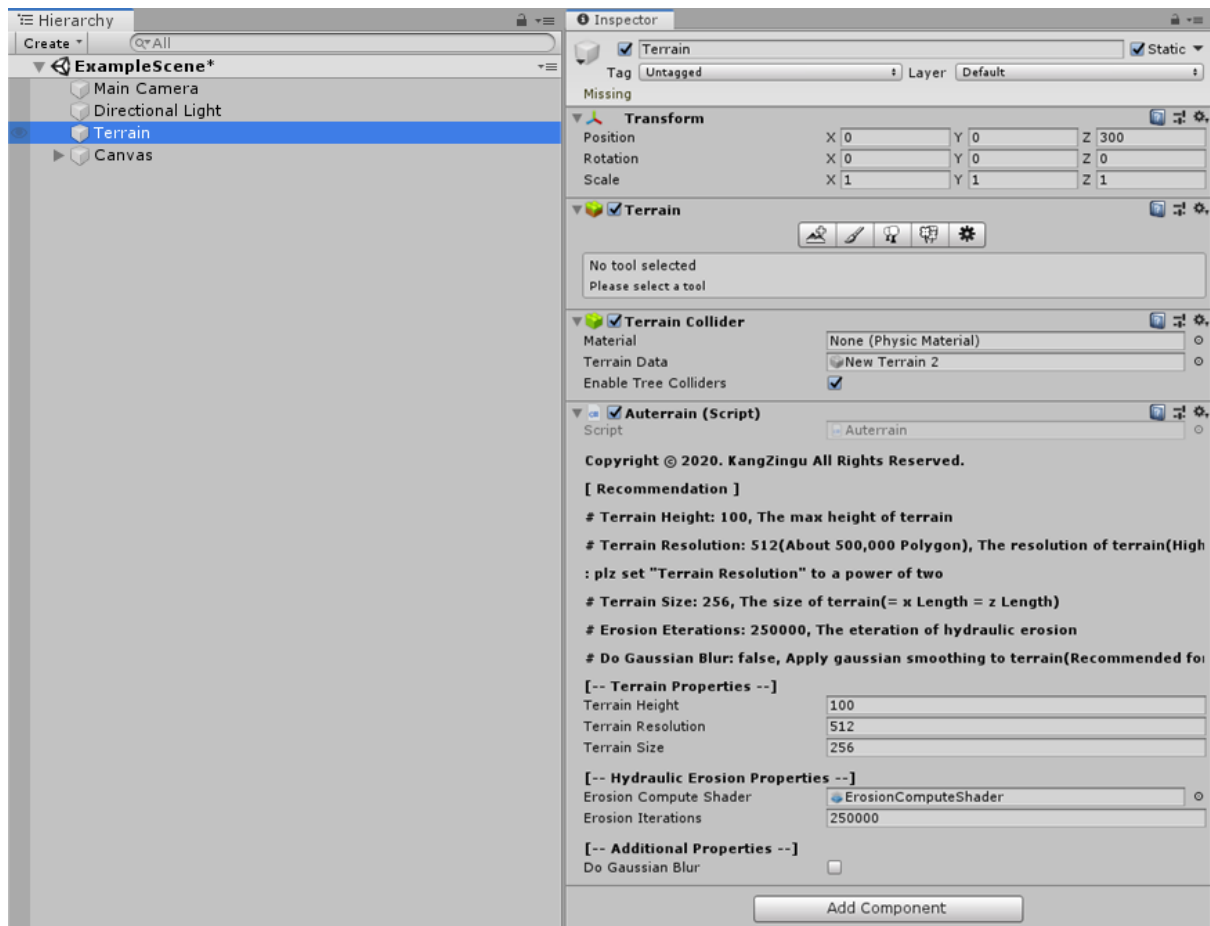 Hierarchy
Create
All
ExampleScene*
Main Camera
Directional Light
Terrain
Canvas
Inspector
Terrain
Static
Tag Untagged Layer Default
Missing
Transform
Position X 0 Y 0 Z 300
Rotation X 0 Y 0 Z 0
Scale X 1 Y 1 Z 1
Terrain
No tool selected
Please select a tool
Terrain Collider
Material None (Physic Material)
Terrain Data New Terrain 2
Enable Tree Colliders
Auterrain (Script)
Script Auterrain
Copyright © 2020. KangZingu All Rights Reserved.
[ Recommendation ]
# Terrain Height: 100, The max height of terrain
# Terrain Resolution: 512(About 500,000 Polygon), The resolution of terrain(High
: plz set "Terrain Resolution" to a power of two
# Terrain Size: 256, The size of terrain(= x Length = z Length)
# Erosion Eterations: 250000, The eteration of hydraulic erosion
# Do Gaussian Blur: false, Apply gaussian smoothing to terrain(Recommended for
[-- Terrain Properties --]
Terrain Height 100
Terrain Resolution 512
Terrain Size 256
[-- Hydraulic Erosion Properties --]
Erosion Compute Shader ErosionComputeShader
Erosion Iterations 250000
[-- Additional Properties --]
Do Gaussian Blur
Add Component